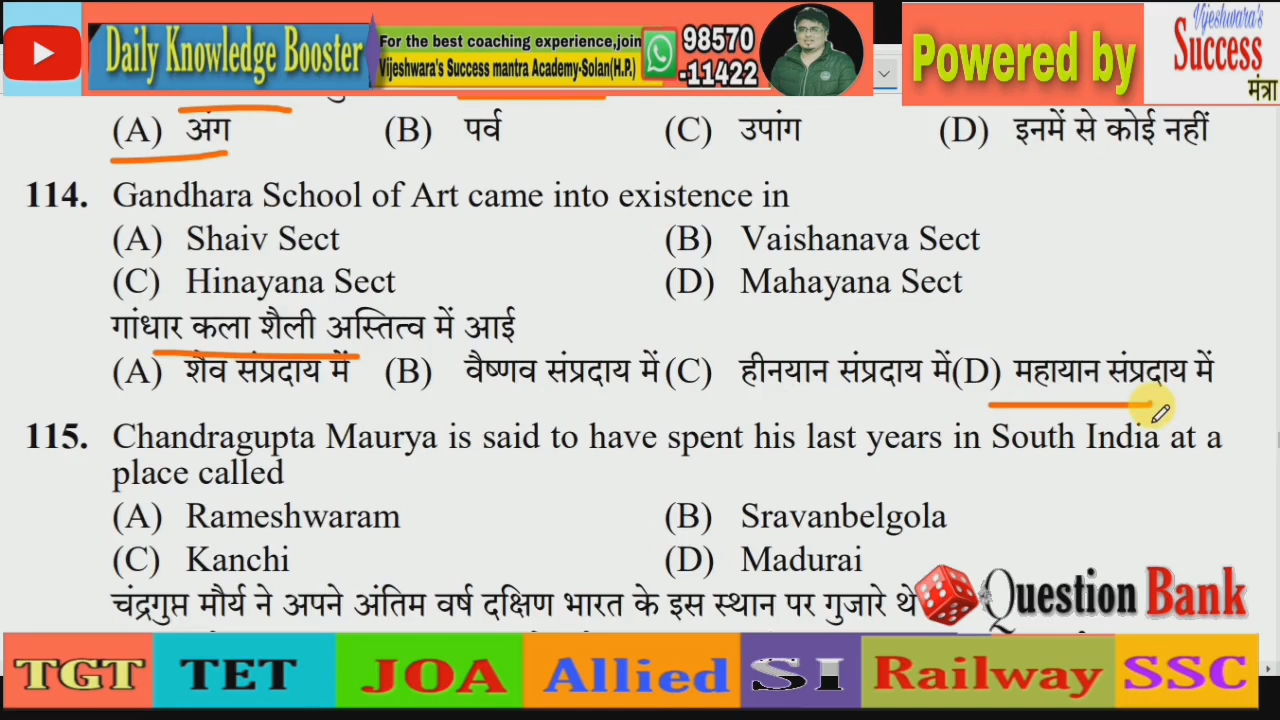 Daily Knowledge Booster
For the best coaching experience,join
Vijeshwara's Success mantra Academy-Solan(H.P.)
98570
-11422
Powered by
Vijeshwara's
Success
मंत्रा
(A) अंग (B) पर्व (C) उपांग (D) इनमें से कोई नहीं
114. Gandhara School of Art came into existence in
(A) Shaiv Sect (B) Vaishanava Sect
(C) Hinayana Sect (D) Mahayana Sect
गांधार कला शैली अस्तित्व में आई
(A) शैव संप्रदाय में (B) वैष्णव संप्रदाय में (C) हीनयान संप्रदाय में (D) महायान संप्रदाय में
115. Chandragupta Maurya is said to have spent his last years in South India at a
place called
(A) Rameshwaram (B) Sravanbelgola
(C) Kanchi (D) Madurai
चंद्रगुप्त मौर्य ने अपने अंतिम वर्ष दक्षिण भारत के इस स्थान पर गुजारे थे
Question Bank
TGT TET JOA Allied SI Railway SSC